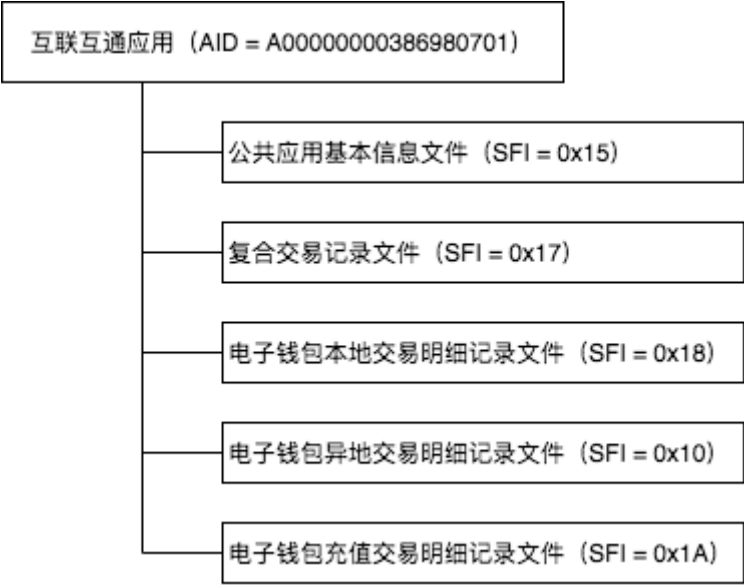 互联互通应用（AID = A00000000386980701）
公共应用基本信息文件（SFI = 0x15）
复合交易记录文件（SFI = 0x17）
电子钱包本地交易明细记录文件（SFI = 0x18）
电子钱包异地交易明细记录文件（SFI = 0x10）
电子钱包充值交易明细记录文件（SFI = 0x1A）